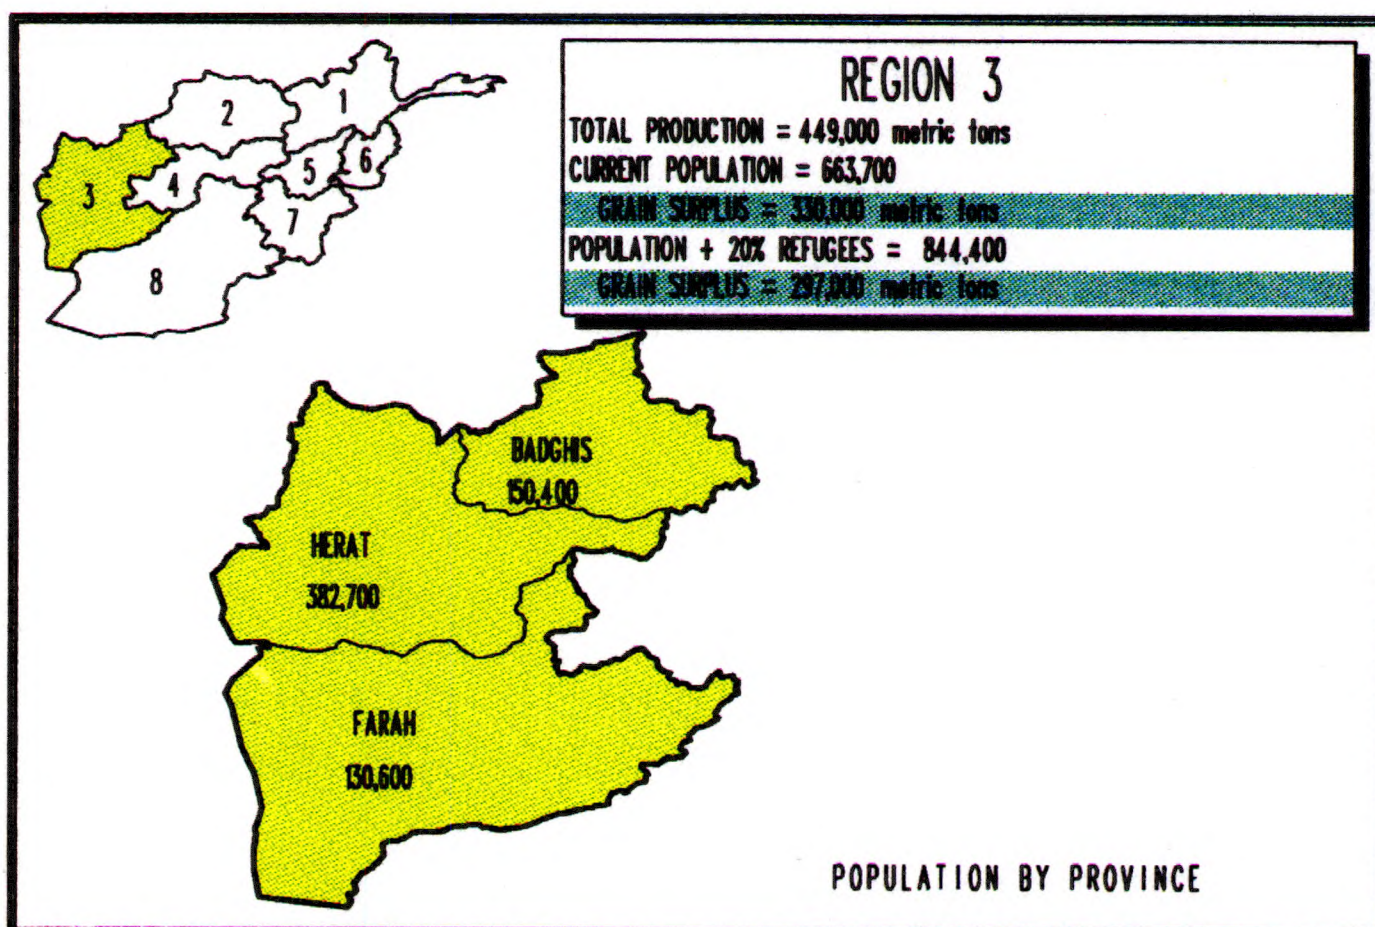 1
2
3
4
5
6
7
8
REGION 3
TOTAL PRODUCTION = 449,000 metric tons
CURRENT POPULATION = 663,700
GRAIN SURPLUS = 330,000 metric tons
POPULATION + 20% REFUGEES = 844,400
GRAIN SURPLUS = 297,000 metric tons
BADGHIS
150,400
HERAT
382,700
FARAH
130,600
POPULATION BY PROVINCE